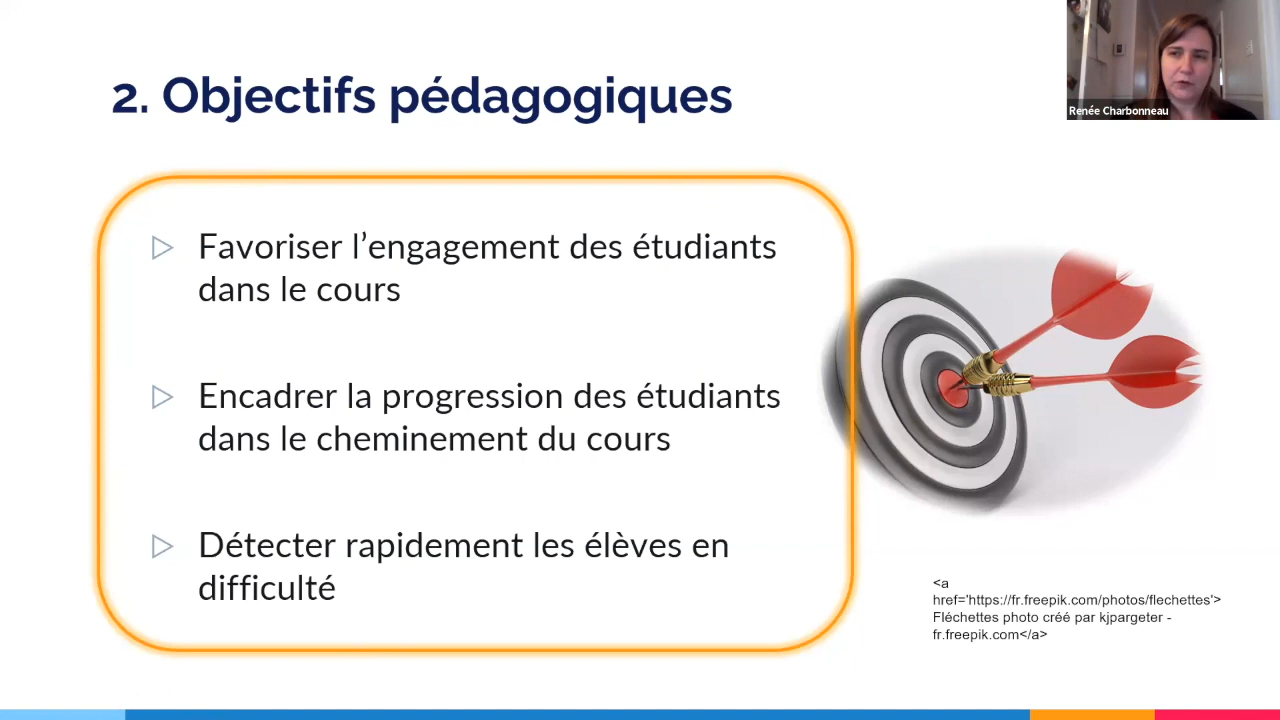 2. Objectifs pédagogiques
Renée Charbonneau
Favoriser l’engagement des étudiants
dans le cours
Encadrer la progression des étudiants
dans le cheminement du cours
Détecter rapidement les élèves en
difficulté
<a
href='https://fr.freepik.com/photos/flechettes'>
Fléchettes photo créé par kjpargeter -
fr.freepik.com</a>